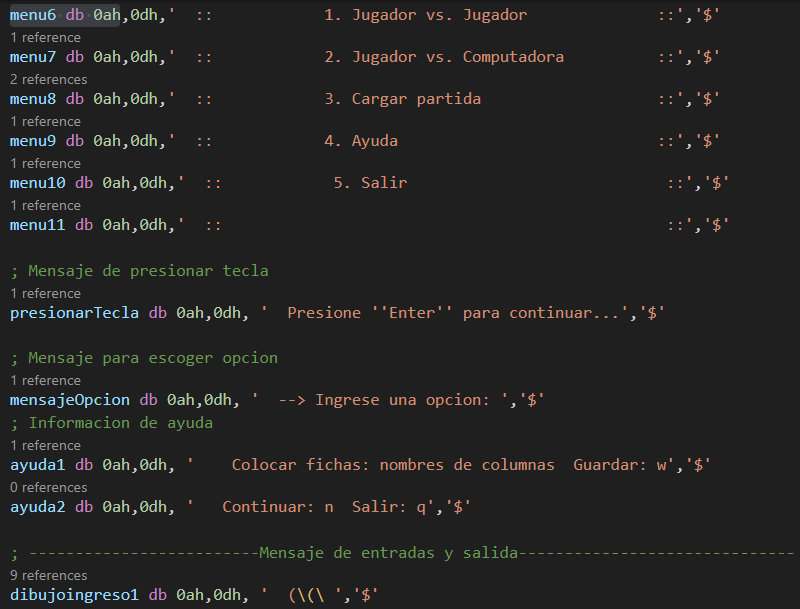 menu6 db 0ah,0dh,'  ::            1. Jugador vs. Jugador              ::','$'
1 reference
menu7 db 0ah,0dh,'  ::            2. Jugador vs. Computadora          ::','$'
2 references
menu8 db 0ah,0dh,'  ::            3. Cargar partida                   ::','$'
1 reference
menu9 db 0ah,0dh,'  ::            4. Ayuda                            ::','$'
1 reference
menu10 db 0ah,0dh,'  ::            5. Salir                            ::','$'
1 reference
menu11 db 0ah,0dh,'  ::                                                ::','$'
; Mensaje de presionar tecla
1 reference
presionarTecla db 0ah,0dh, '  Presione ''Enter'' para continuar...','$'
; Mensaje para escoger opcion
1 reference
mensajeOpcion db 0ah,0dh, '  --> Ingrese una opcion: ','$'
; Informacion de ayuda
1 reference
ayuda1 db 0ah,0dh, '    Colocar fichas: nombres de columnas  Guardar: w','$'
0 references
ayuda2 db 0ah,0dh, '   Continuar: n  Salir: q','$'
; -------------------------Mensaje de entradas y salida------------------------------
9 references
dibujoingreso1 db 0ah,0dh, '  (\(\ ','$'